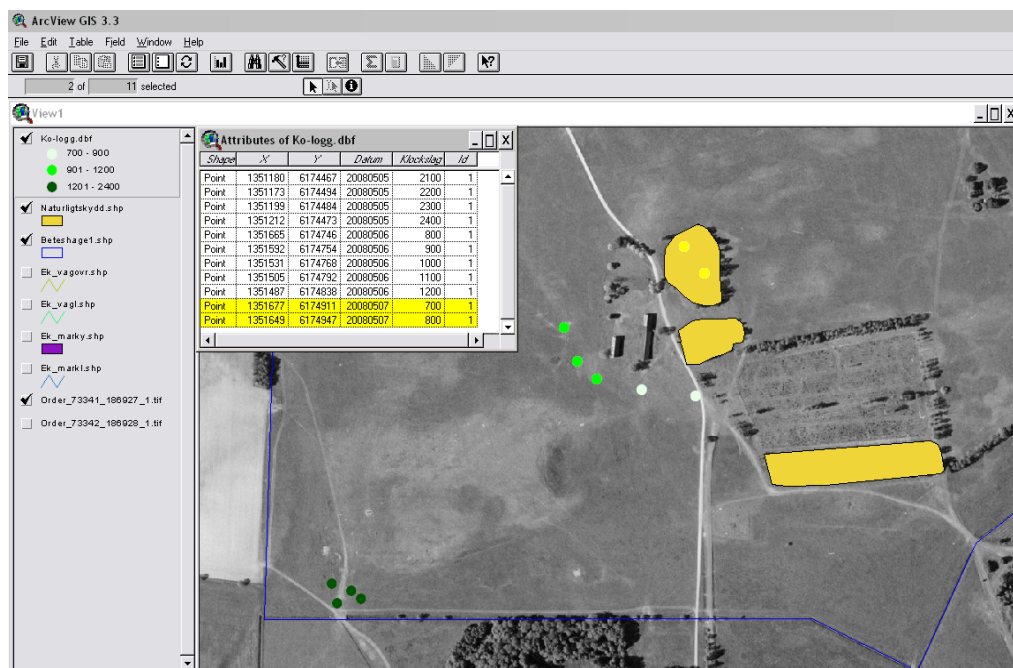 ArcView GIS 3.3
File Edit Table Field Window Help
2 of 11 selected
View1
Ko-logg.dbf
700 - 900
901 - 1200
1201 - 2400
Naturligtskydd.shp
Beteshage1.shp
Ek_vagovr.shp
Ek_vagl.shp
Ek_marky.shp
Ek_markl.shp
Order_73341_186927_1.tif
Order_73342_186928_1.tif
Attributes of Ko-logg.dbf
Shape X Y Datum Klockslag Id
Point 1351180 6174467 20080505 2100 1
Point 1351173 6174494 20080505 2200 1
Point 1351199 6174484 20080505 2300 1
Point 1351212 6174473 20080505 2400 1
Point 1351665 6174746 20080506 800 1
Point 1351592 6174754 20080506 900 1
Point 1351531 6174768 20080506 1000 1
Point 1351505 6174792 20080506 1100 1
Point 1351487 6174838 20080506 1200 1
Point 1351677 6174911 20080507 700 1
Point 1351649 6174947 20080507 800 1